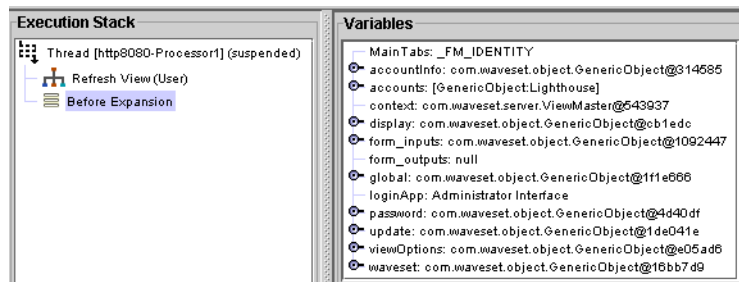 Execution Stack
Thread [http8080-Processor1] (suspended)
Refresh View (User)
Before Expansion
Variables
MainTabs: _FM_IDENTITY
accountInfo: com.waveset.object.GenericObject@314585
accounts: [GenericObject:Lighthouse]
context: com.waveset.server.ViewMaster@543937
display: com.waveset.object.GenericObject@cb1edc
form_inputs: com.waveset.object.GenericObject@1092447
form_outputs: null
global: com.waveset.object.GenericObject@1f1e666
loginApp: Administrator Interface
password: com.waveset.object.GenericObject@4d40df
update: com.waveset.object.GenericObject@1de041e
viewOptions: com.waveset.object.GenericObject@e05ad6
waveset: com.waveset.object.GenericObject@16bb7d9